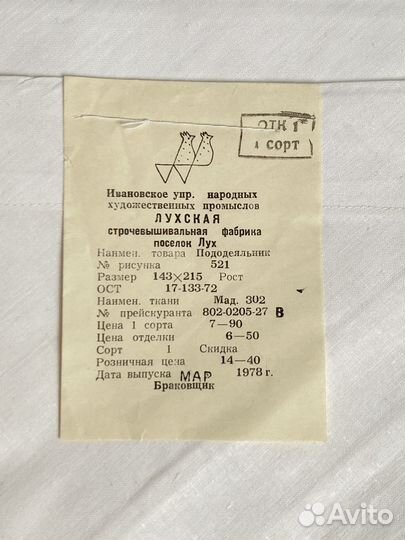 ОТК 1
1 сорт
Ивановское упр. народных
художественных промыслов
ЛУХСКАЯ
строчевышивальная фабрика
поселок Лух
Наимен. товара Пододеяльник
№ рисунка 521
Размер 143×215 Рост
ОСТ 17-133-72
Наимен. ткани Мад. 302
№ прейскуранта 802-0205-27 В
Цена 1 сорта 7—90
Цена отделки 6—50
Сорт 1 Скидка
Розничная цена 14—40
Дата выпуска МАР 1978 г.
Браковщик
Avito